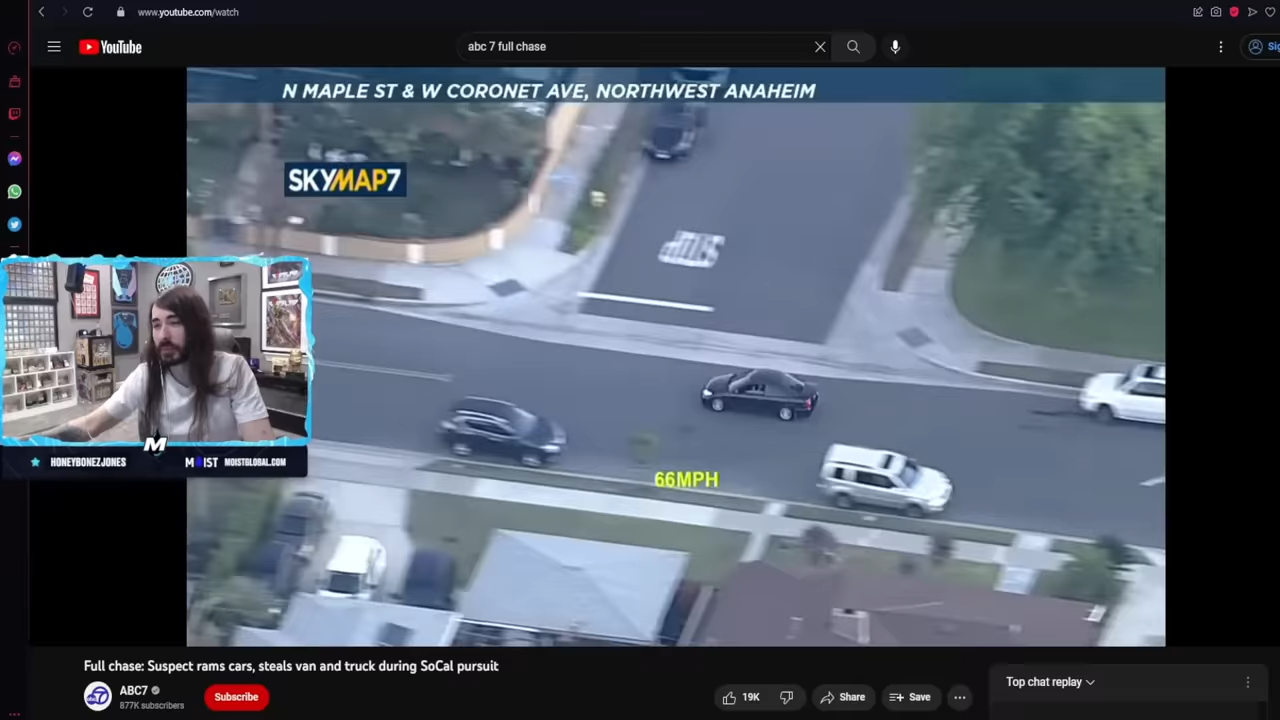 www.youtube.com/watch
YouTube
abc 7 full chase
N MAPLE ST & W CORONET AVE, NORTHWEST ANAHEIM
SKYMAP7
STOP
66MPH
M
HONEYBONEZJONES
MOIST MOISTGLOBAL.COM
Full chase: Suspect rams cars, steals van and truck during SoCal pursuit
ABC7
877K subscribers
Subscribe
19K
Share
Save
Top chat replay